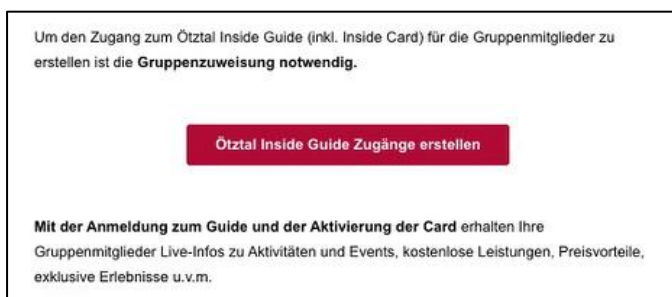 Um den Zugang zum Ötztal Inside Guide (inkl. Inside Card) für die Gruppenmitglieder zu
erstellen ist die Gruppenzuweisung notwendig.
Ötztal Inside Guide Zugänge erstellen
Mit der Anmeldung zum Guide und der Aktivierung der Card erhalten Ihre
Gruppenmitglieder Live-Infos zu Aktivitäten und Events, kostenlose Leistungen, Preisvorteile,
exklusive Erlebnisse u.v.m.